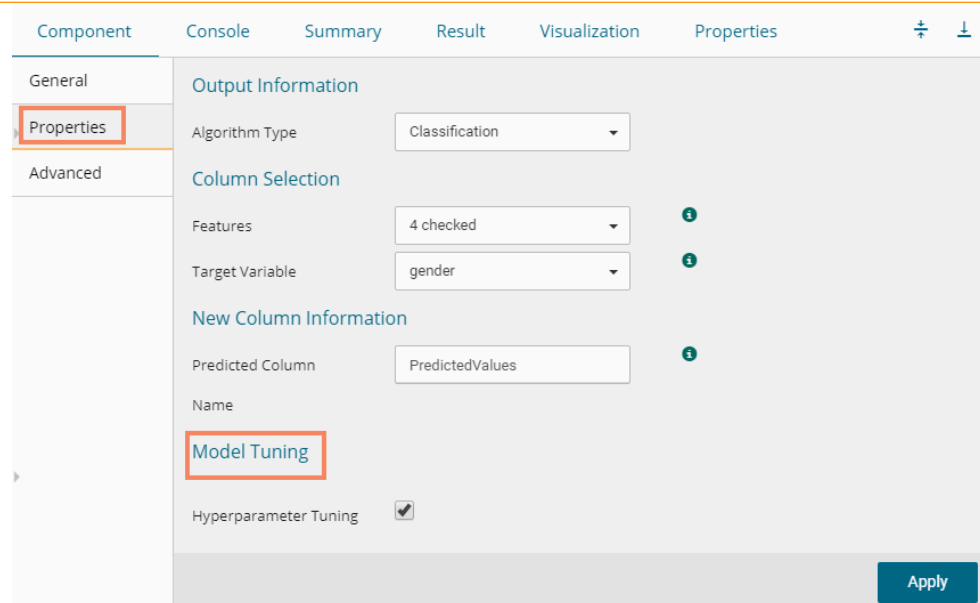 Component Console Summary Result Visualization Properties
General
Properties
Advanced
Output Information
Algorithm Type Classification
Column Selection
Features 4 checked
Target Variable gender
New Column Information
Predicted Column PredictedValues
Name
Model Tuning
Hyperparameter Tuning
Apply